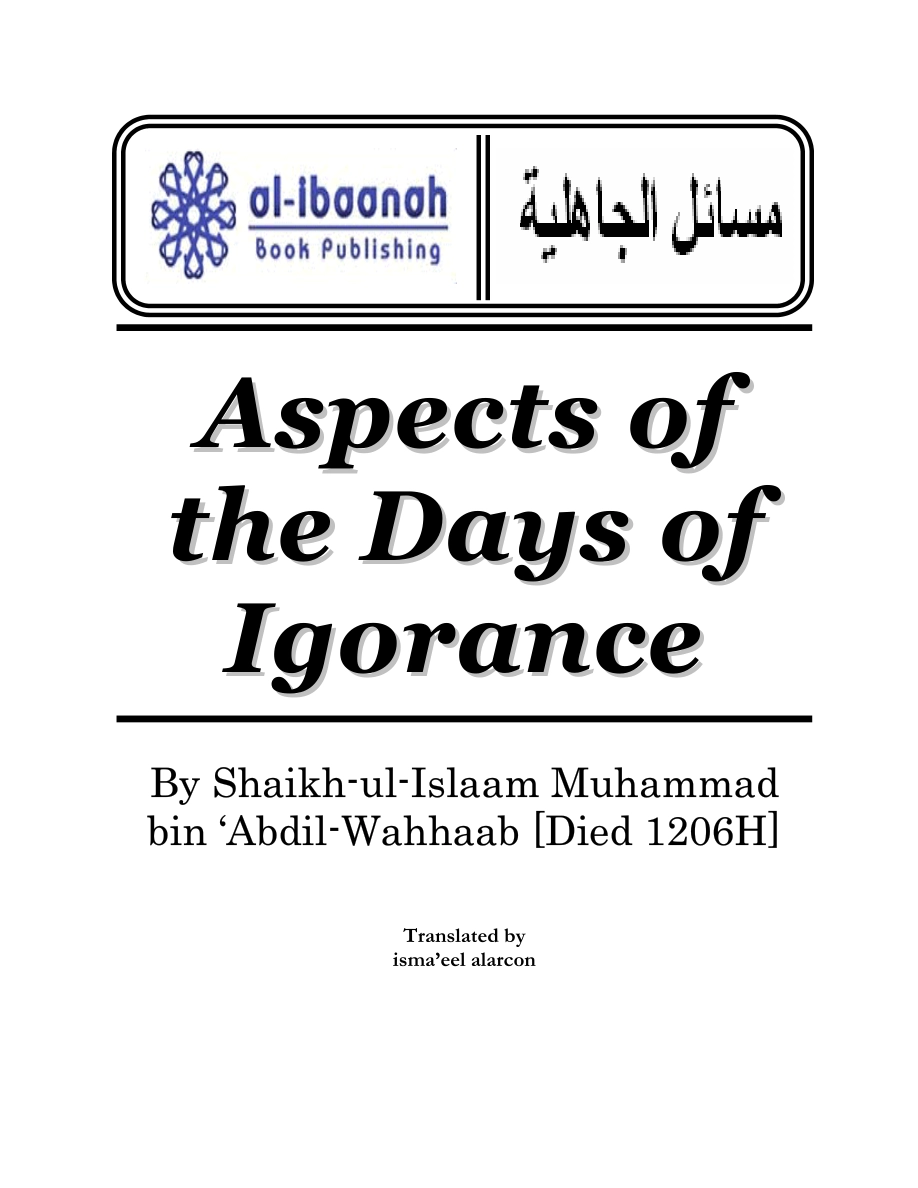 al-ibaanah
Book Publishing
مسائل الجاهلية
Aspects of
the Days of
Igorance
By Shaikh-ul-Islaam Muhammad
bin ‘Abdil-Wahhaab [Died 1206H]
Translated by
isma’eel alarcon